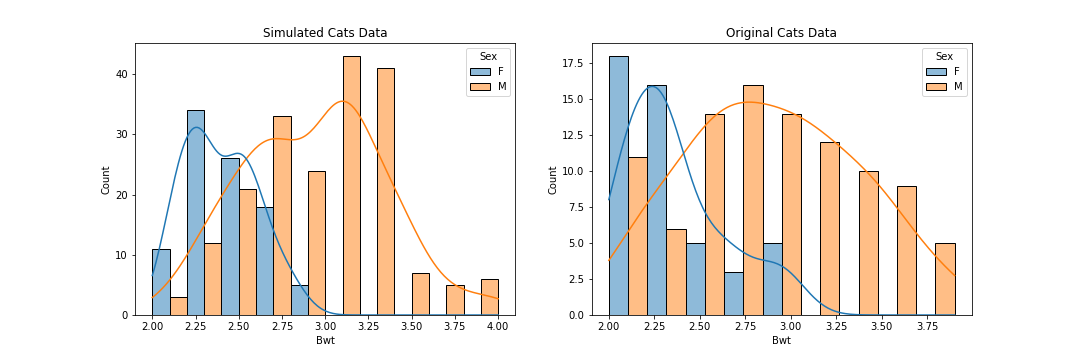 Simulated Cats Data
Sex
F
M
Count
40
30
20
10
0
2.00 2.25 2.50 2.75 3.00 3.25 3.50 3.75 4.00
Bwt
Original Cats Data
Sex
F
M
Count
17.5
15.0
12.5
10.0
7.5
5.0
2.5
0.0
2.00 2.25 2.50 2.75 3.00 3.25 3.50 3.75
Bwt